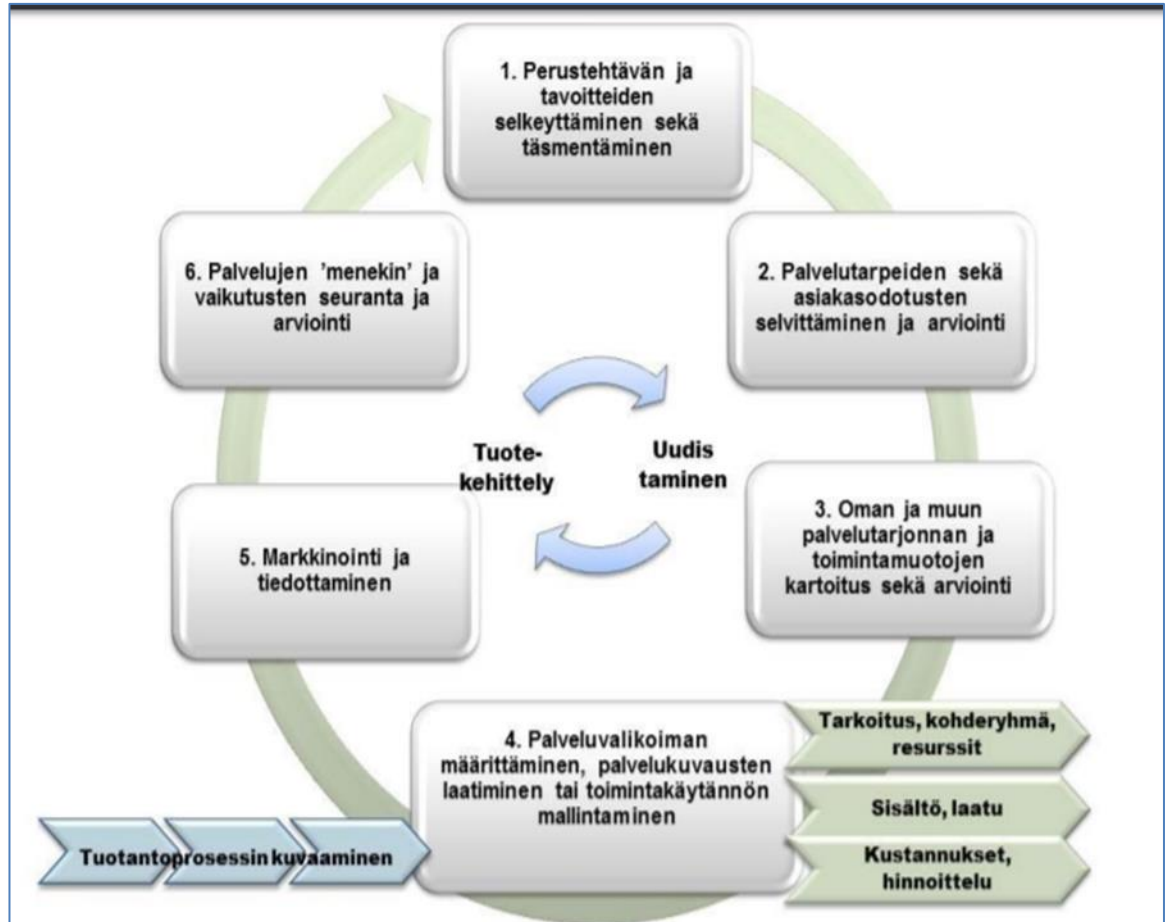 1. Perustehtävän ja
tavoitteiden
selkeyttäminen sekä
täsmentäminen
2. Palvelutarpeiden sekä
asiakasodotusten
selvittäminen ja arviointi
3. Oman ja muun
palvelutarjonnan ja
toimintamuotojen
kartoitus sekä arviointi
4. Palveluvalikoiman
määrittäminen, palvelukuvausten
laatiminen tai toimintakäytännön
mallintaminen
Tarkoitus, kohderyhmä,
resurssit
Sisältö, laatu
Kustannukset,
hinnoittelu
Tuotantoprosessin kuvaaminen
5. Markkinointi ja
tiedottaminen
6. Palvelujen ’menekin’ ja
vaikutusten seuranta ja
arviointi
Tuote-
kehittely
Uudis
taminen